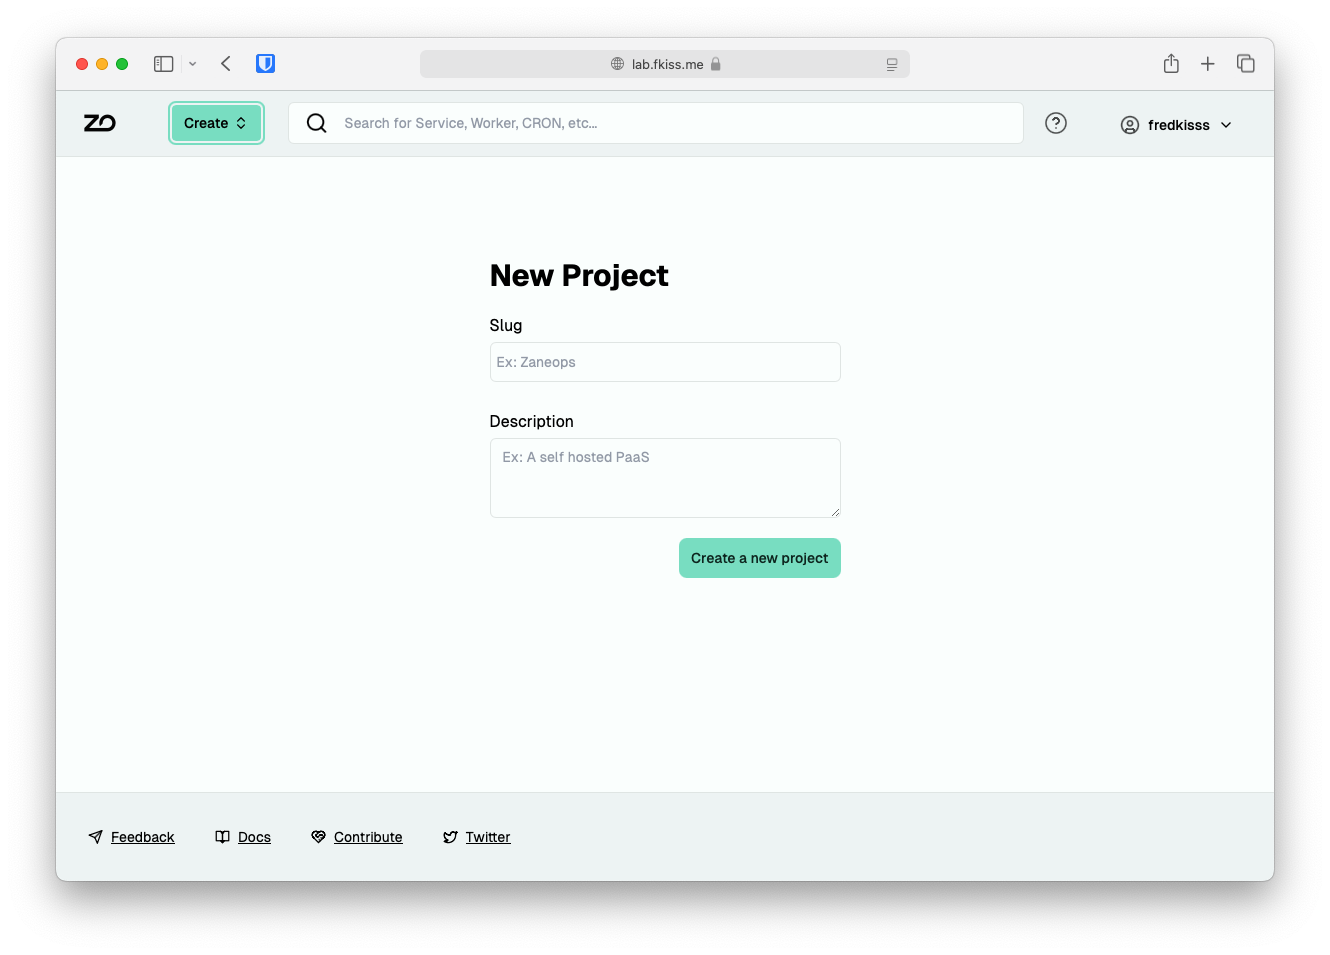 lab.fkiss.me
ZO
Create
Search for Service, Worker, CRON, etc...
fredkisss
New Project
Slug
Ex: Zaneops
Description
Ex: A self hosted PaaS
Create a new project
Feedback
Docs
Contribute
Twitter